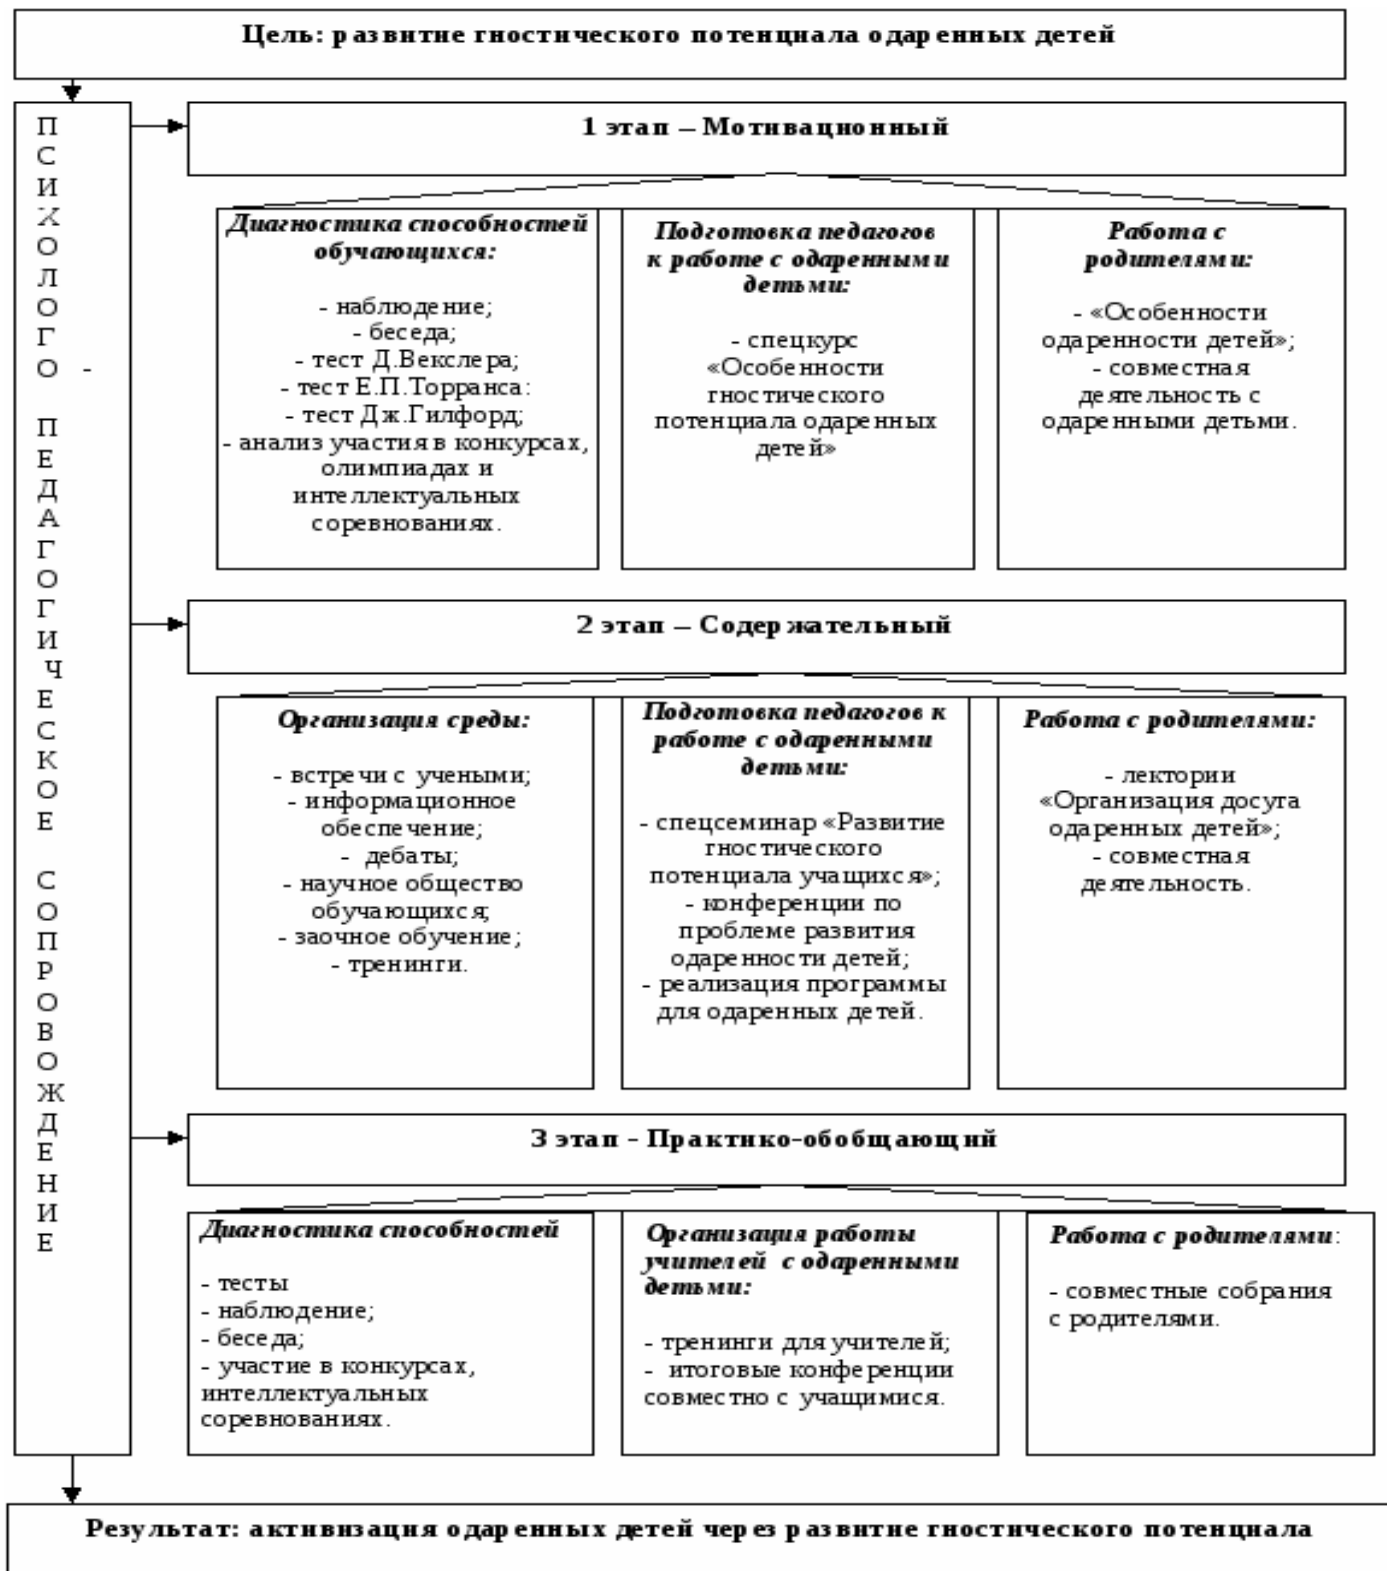 Цель: развитие гностического потенциала одаренных детей
ПСИХОЛОГО - ПЕДАГОГИЧЕСКОЕ СОПРОВОЖДЕНИЕ
1 этап – Мотивационный
Диагностика способностей
обучающихся:
- наблюдение;
- беседа;
- тест Д.Векслера;
- тест Е.П.Торранса:
- тест Дж.Гилфорд;
- анализ участия в конкурсах,
олимпиадах и
интеллектуальных
соревнованиях.
Подготовка педагогов
к работе с одаренными
детьми:
- спецкурс
«Особенности
гностического
потенциала одаренных
детей»
Работа с
родителями:
- «Особенности
одаренности детей»;
- совместная
деятельность с
одаренными детьми.
2 этап – Содержательный
Организация среды:
- встречи с учеными;
- информационное
обеспечение;
- дебаты;
- научное общество
обучающихся;
- заочное обучение;
- тренинги.
Подготовка педагогов к
работе с одаренными
детьми:
- спецсеминар «Развитие
гностического
потенциала учащихся»;
- конференции по
проблеме развития
одаренности детей;
- реализация программы
для одаренных детей.
Работа с родителями:
- лектории
«Организация досуга
одаренных детей»;
- совместная
деятельность.
3 этап - Практико-обобщающий
Диагностика способностей
- тесты
- наблюдение;
- беседа;
- участие в конкурсах,
интеллектуальных
соревнованиях.
Организация работы
учителей с одаренными
детьми:
- тренинги для учителей;
- итоговые конференции
совместно с учащимися.
Работа с родителями:
- совместные собрания
с родителями.
Результат: активизация одаренных детей через развитие гностического потенциала